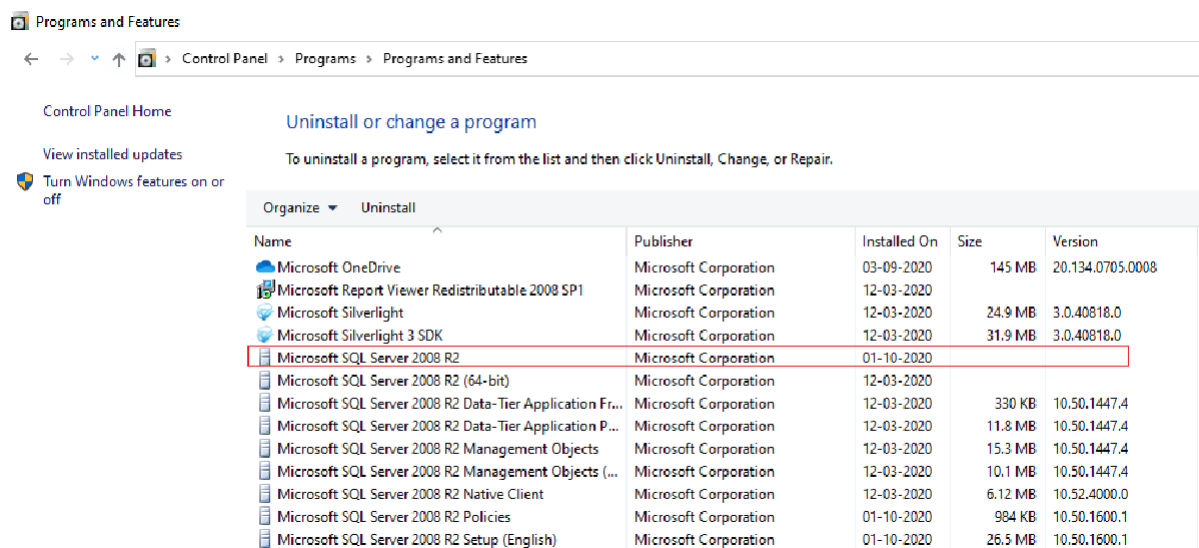 Programs and Features
Control Panel > Programs > Programs and Features
Control Panel Home
Uninstall or change a program
View installed updates
To uninstall a program, select it from the list and then click Uninstall, Change, or Repair.
Turn Windows features on or
off
Organize Uninstall
Name Publisher Installed On Size Version
Microsoft OneDrive Microsoft Corporation 03-09-2020 145 MB 20.134.0705.0008
Microsoft Report Viewer Redistributable 2008 SP1 Microsoft Corporation 12-03-2020
Microsoft Silverlight Microsoft Corporation 12-03-2020 24.9 MB 3.0.40818.0
Microsoft Silverlight 3 SDK Microsoft Corporation 12-03-2020 31.9 MB 3.0.40818.0
Microsoft SQL Server 2008 R2 Microsoft Corporation 01-10-2020
Microsoft SQL Server 2008 R2 (64-bit) Microsoft Corporation 12-03-2020
Microsoft SQL Server 2008 R2 Data-Tier Application Fr... Microsoft Corporation 12-03-2020 330 KB 10.50.1447.4
Microsoft SQL Server 2008 R2 Data-Tier Application P... Microsoft Corporation 12-03-2020 11.8 MB 10.50.1447.4
Microsoft SQL Server 2008 R2 Management Objects Microsoft Corporation 12-03-2020 15.3 MB 10.50.1447.4
Microsoft SQL Server 2008 R2 Management Objects (... Microsoft Corporation 12-03-2020 10.1 MB 10.50.1447.4
Microsoft SQL Server 2008 R2 Native Client Microsoft Corporation 12-03-2020 6.12 MB 10.52.4000.0
Microsoft SQL Server 2008 R2 Policies Microsoft Corporation 01-10-2020 984 KB 10.50.1600.1
Microsoft SQL Server 2008 R2 Setup (English) Microsoft Corporation 01-10-2020 26.5 MB 10.50.1600.1